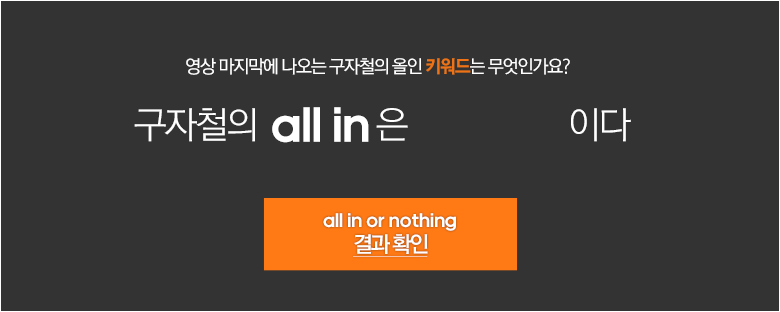 영상 마지막에 나오는 구자철의 올인 키워드는 무엇인가요?
구자철의 all in 은 이다
all in or nothing
결과 확인